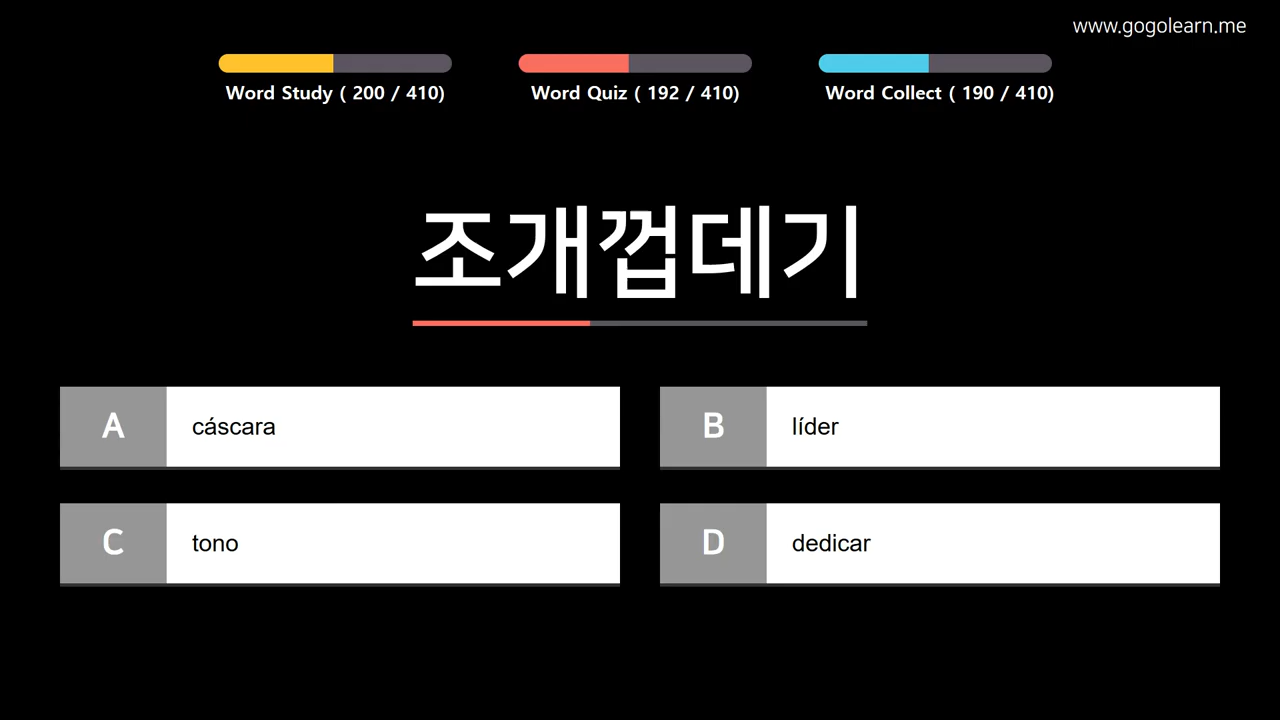 www.gogolearn.me
Word Study ( 200 / 410)
Word Quiz ( 192 / 410)
Word Collect ( 190 / 410)
조개껍데기
A cáscara
B líder
C tono
D dedicar